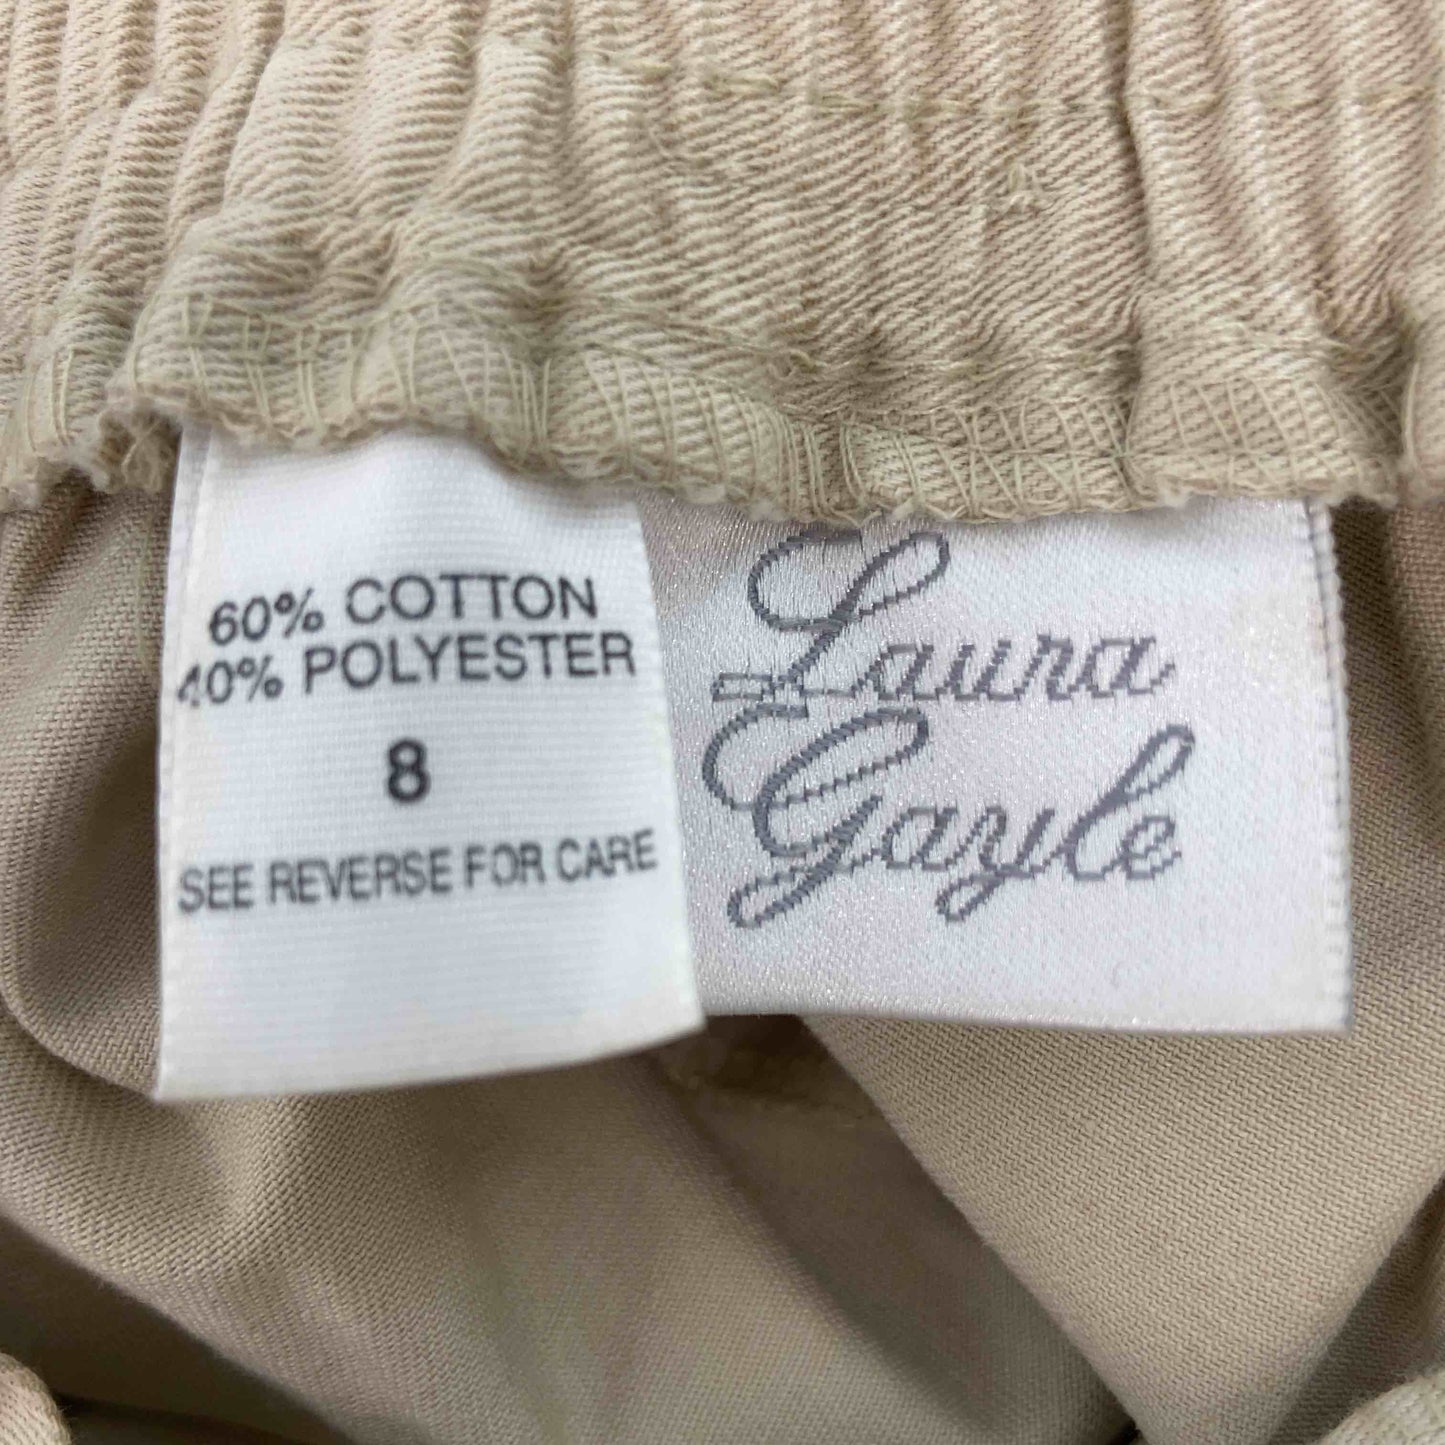 60% COTTON
40% POLYESTER
8
SEE REVERSE FOR CARE
Laura
Gayle